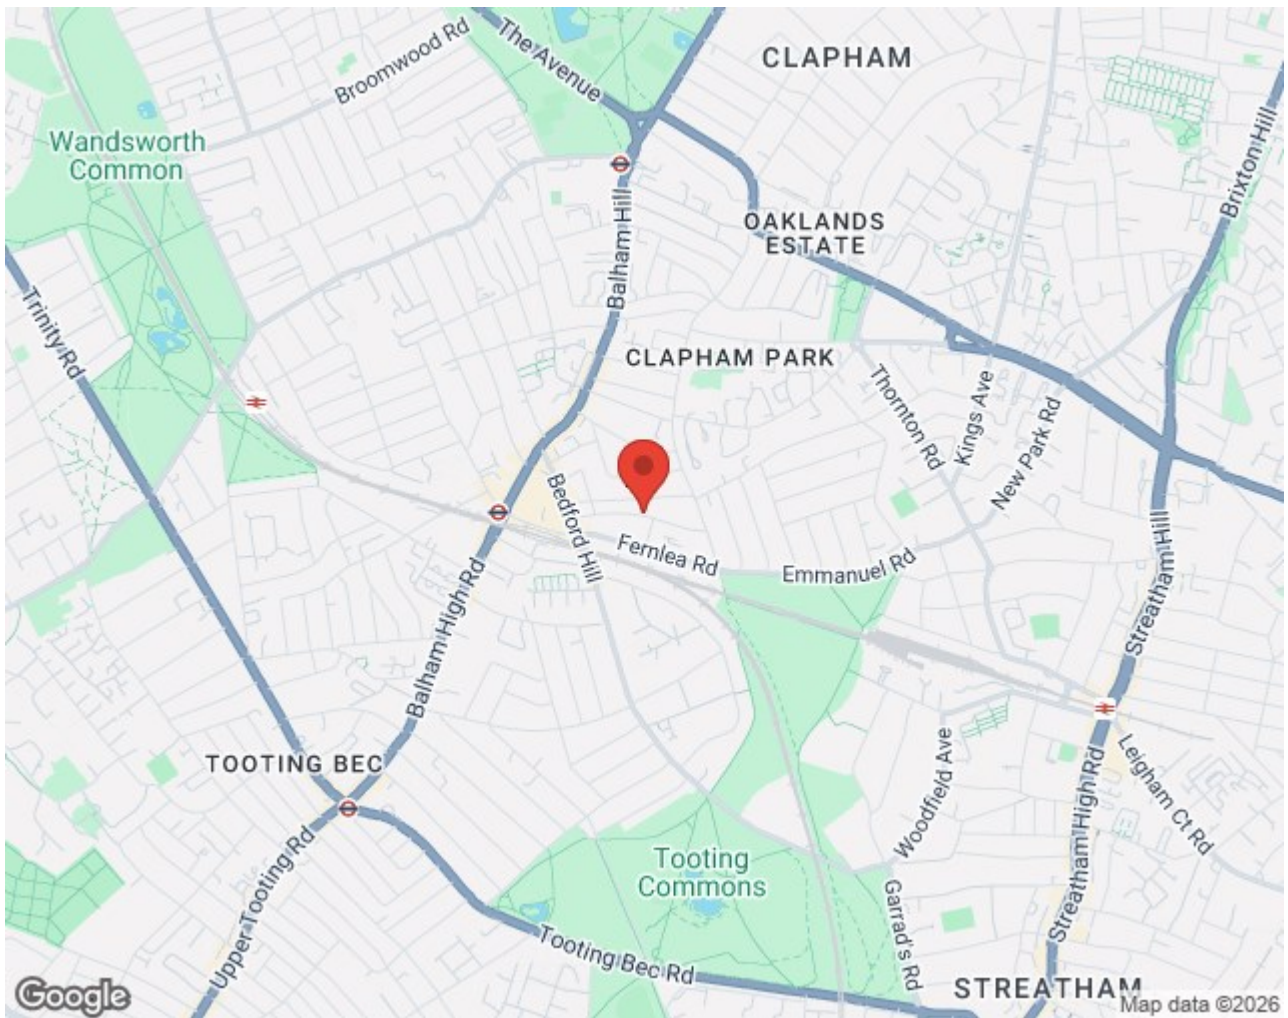 Broomwood Rd
The Avenue
CLAPHAM
Wandsworth
Common
Balham Hill
Brixton Hill
OAKLANDS
ESTATE
Trinity Rd
CLAPHAM PARK
Thornton Rd
Kings Ave
New Park Rd
Bedford Hill
Fernlea Rd
Emmanuel Rd
Streatham Hill
Balham High Rd
TOOTING BEC
Woodfield Ave
Leigham Ct Rd
Streatham High Rd
Upper Tooting Rd
Tooting
Commons
Garrad's Rd
Tooting Bec Rd
STREATHAM
Google
Map data ©2026